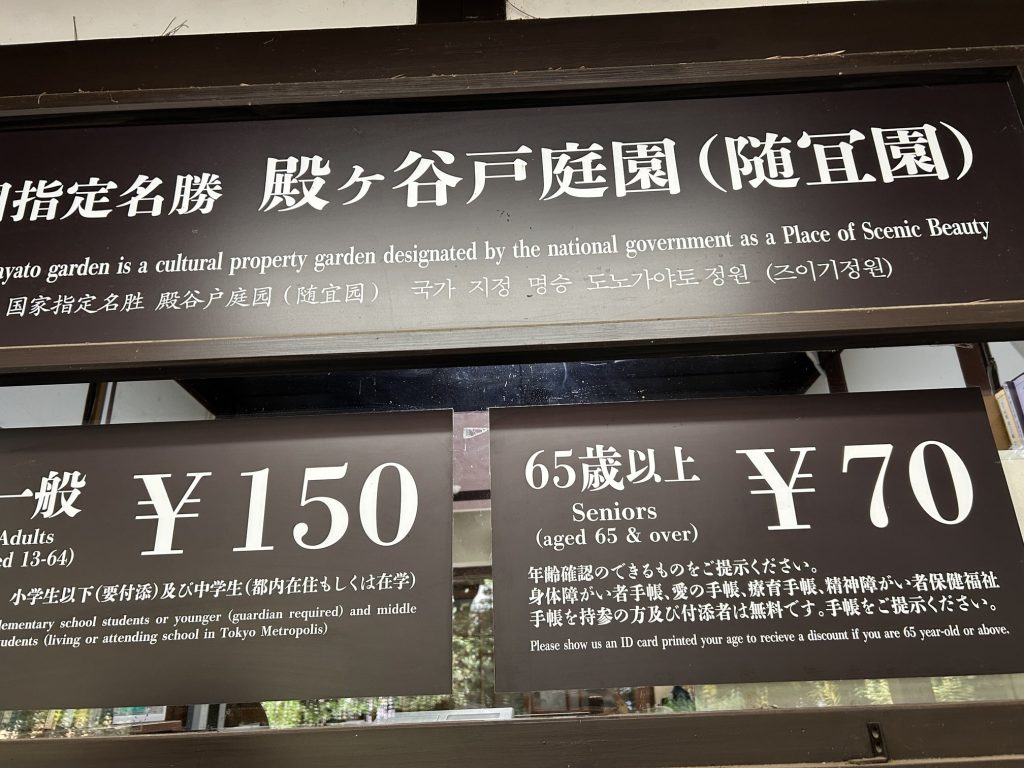 指定名勝 殿ヶ谷戸庭園（随冝園）
yato garden is a cultural property garden designated by the national government as a Place of Scenic Beauty
国家指定名胜 殿谷户庭园（随宜园） 국가 지정 명승 도노가야토 정원 (즈이기정원)
一般 ￥150
Adults
ed 13-64)
小学生以下（要付添）及び中学生（都内在住もしくは在学）
lementary school students or younger (guardian required) and middle
tudents (living or attending school in Tokyo Metropolis)
65歳以上 ￥70
Seniors
(aged 65 & over)
年齢確認のできるものをご提示ください。
身体障がい者手帳、愛の手帳、療育手帳、精神障がい者保健福祉
手帳を持参の方及び付添者は無料です。手帳をご提示ください。
Please show us an ID card printed your age to recieve a discount if you are 65 year-old or above.